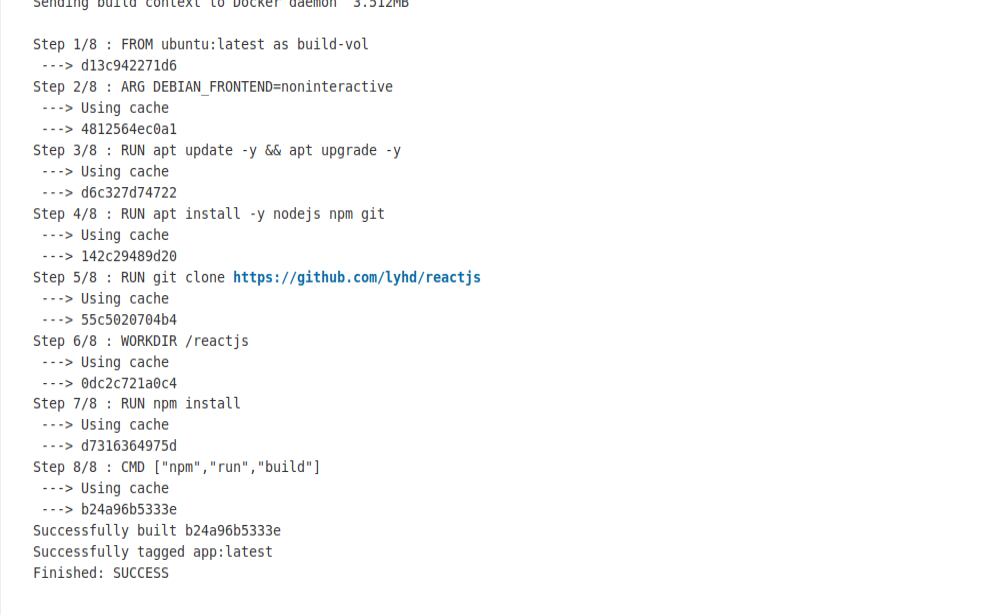 Sending build context to Docker daemon  3.512MB
Step 1/8 : FROM ubuntu:latest as build-vol
 ---> d13c942271d6
Step 2/8 : ARG DEBIAN_FRONTEND=noninteractive
 ---> Using cache
 ---> 4812564ec0a1
Step 3/8 : RUN apt update -y && apt upgrade -y
 ---> Using cache
 ---> d6c327d74722
Step 4/8 : RUN apt install -y nodejs npm git
 ---> Using cache
 ---> 142c29489d20
Step 5/8 : RUN git clone https://github.com/lyhd/reactjs
 ---> Using cache
 ---> 55c5020704b4
Step 6/8 : WORKDIR /reactjs
 ---> Using cache
 ---> 0dc2c721a0c4
Step 7/8 : RUN npm install
 ---> Using cache
 ---> d7316364975d
Step 8/8 : CMD ["npm","run","build"]
 ---> Using cache
 ---> b24a96b5333e
Successfully built b24a96b5333e
Successfully tagged app:latest
Finished: SUCCESS